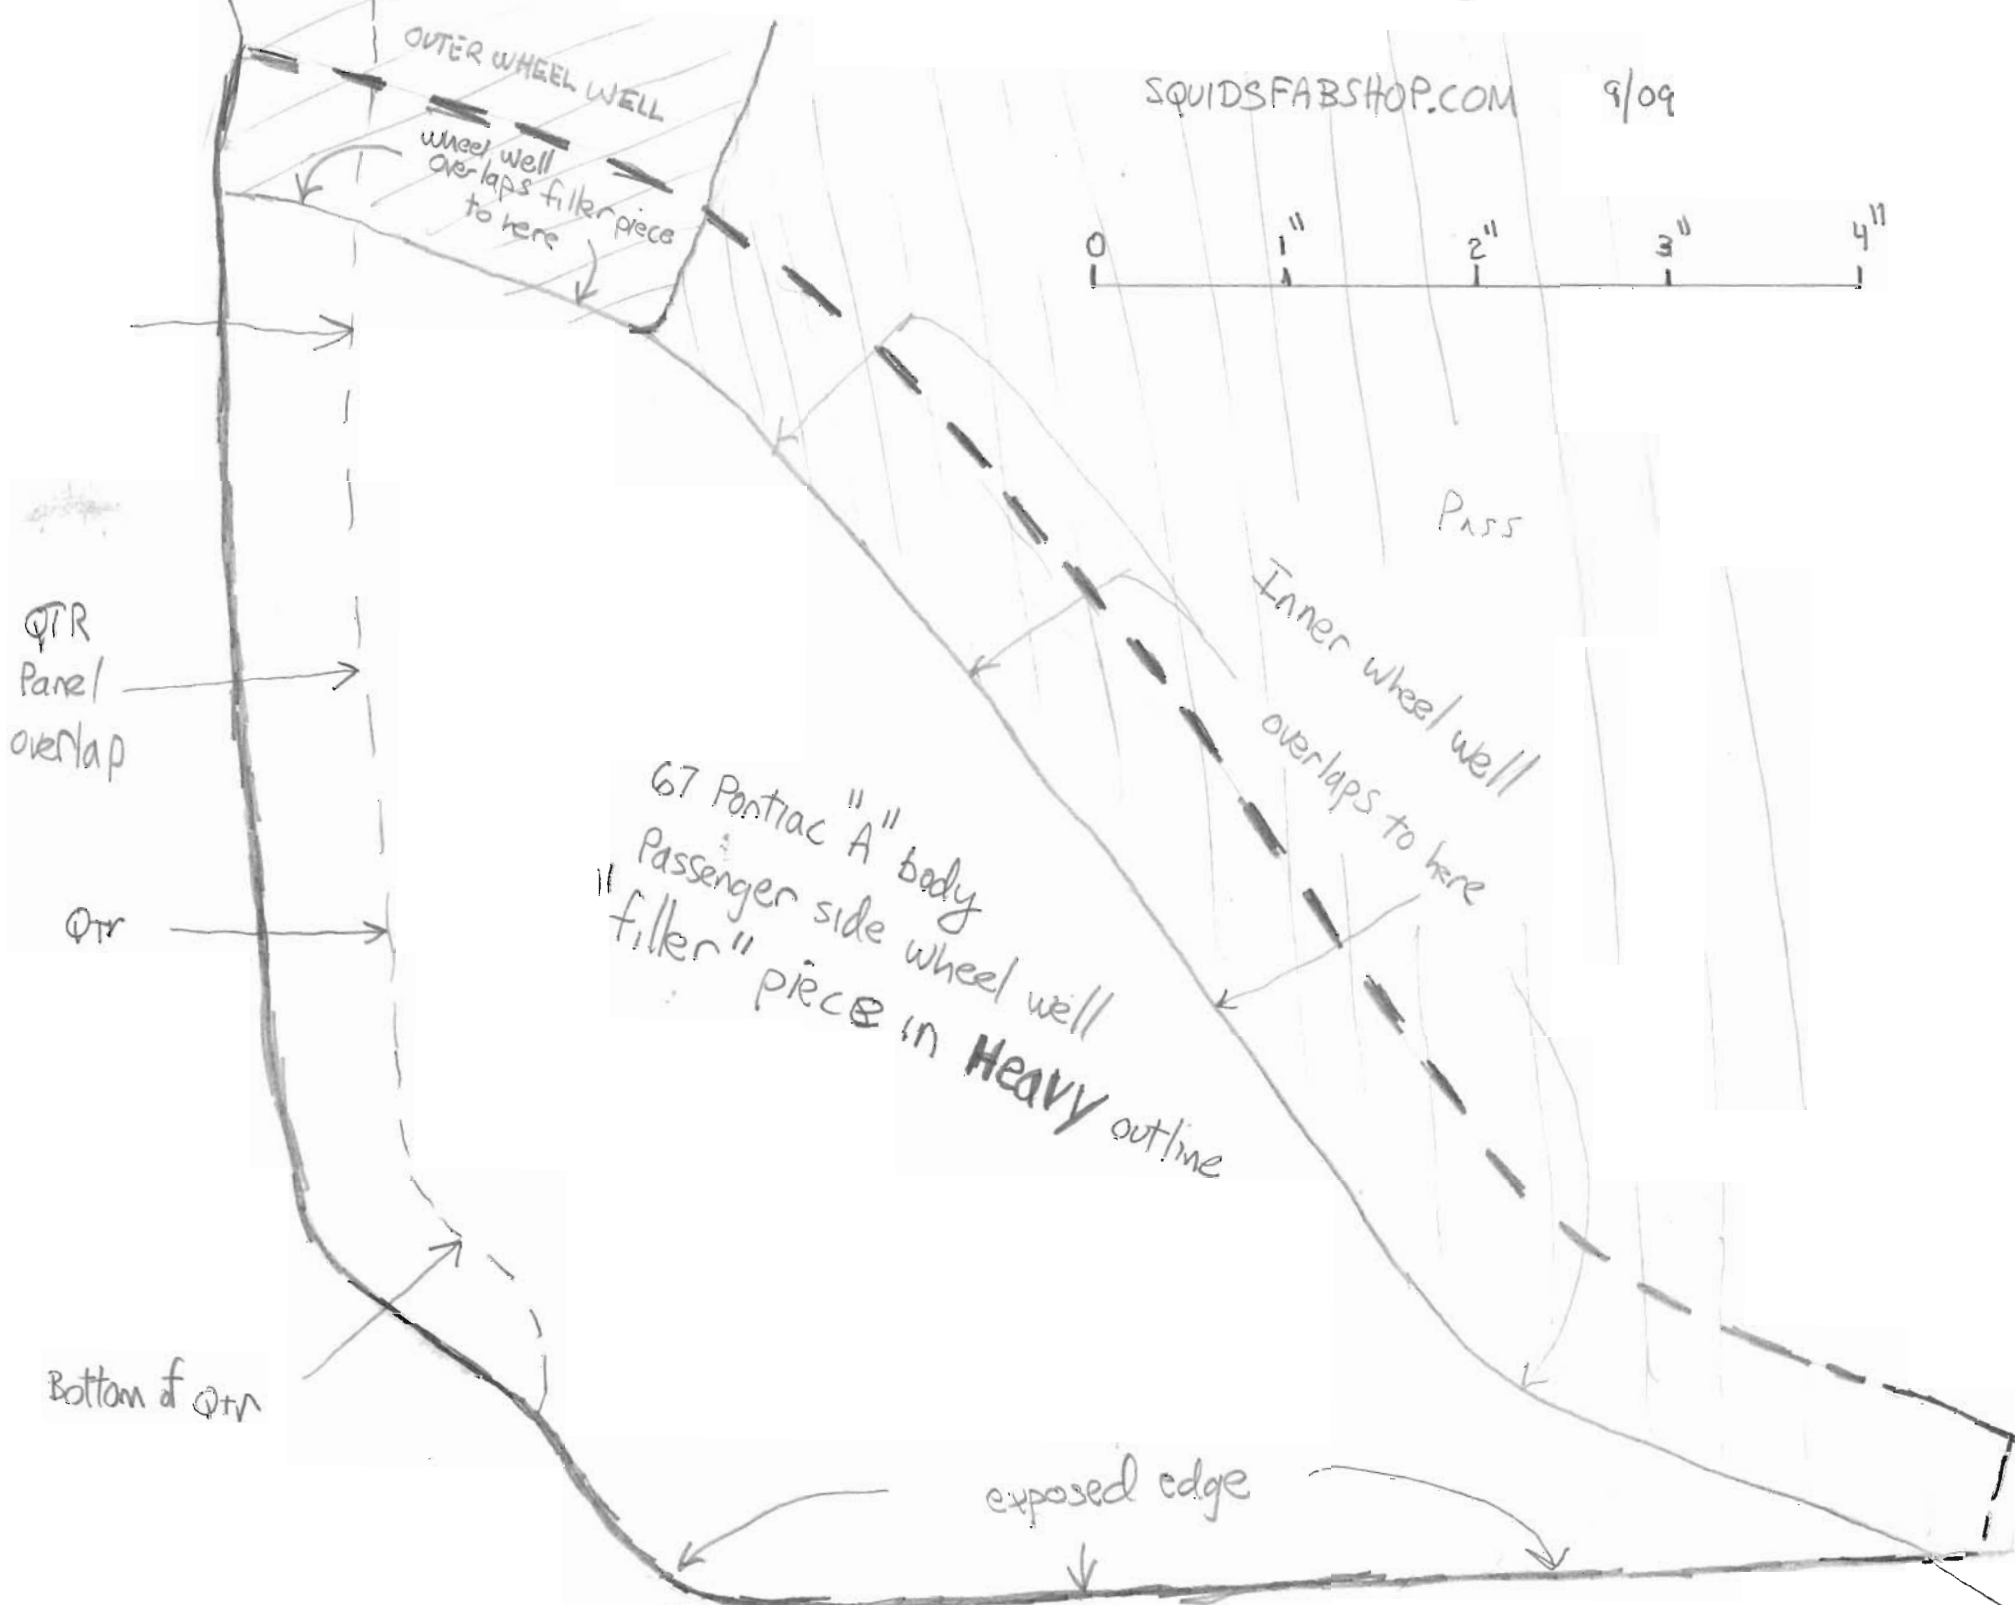 OUTER WHEEL WELL
wheel well
overlaps filler piece
to here
SQUIDSFABSHOP.COM 9/09
0 1" 2" 3" 4"
Pass
Inner wheel well
overlaps to here
QTR
Panel
overlap
Qtr
67 Pontiac "A" body
Passenger side wheel well
"filler" piece in Heavy outline
Bottom of Qtr
exposed edge